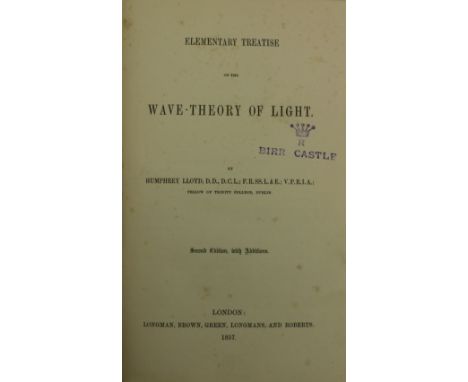 ELEMENTARY TREATISE
ON THE
WAVE-THEORY OF LIGHT.
R
BIRR CASTLE
BY
HUMPHREY LLOYD, D.D., D.C.L.; F.R.SS.L.&E.; V.P.R.I.A.;
FELLOW OF TRINITY COLLEGE, DUBLIN.
Second Edition, with Additions.
LONDON:
LONGMAN, BROWN, GREEN, LONGMANS, AND ROBERTS.
1857.